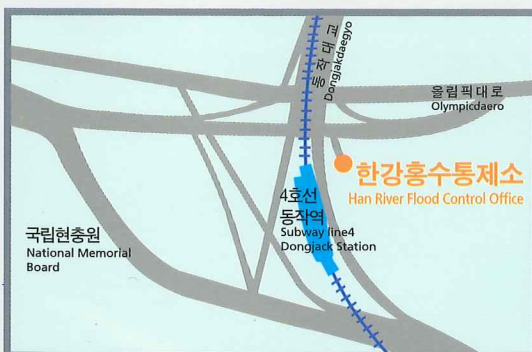 동작대교
Dongjakdaegyo
올림픽대로
Olympicdaero
한강홍수통제소
Han River Flood Control Office
4호선
동작역
Subway line4
Dongjack Station
국립현충원
National Memorial
Board